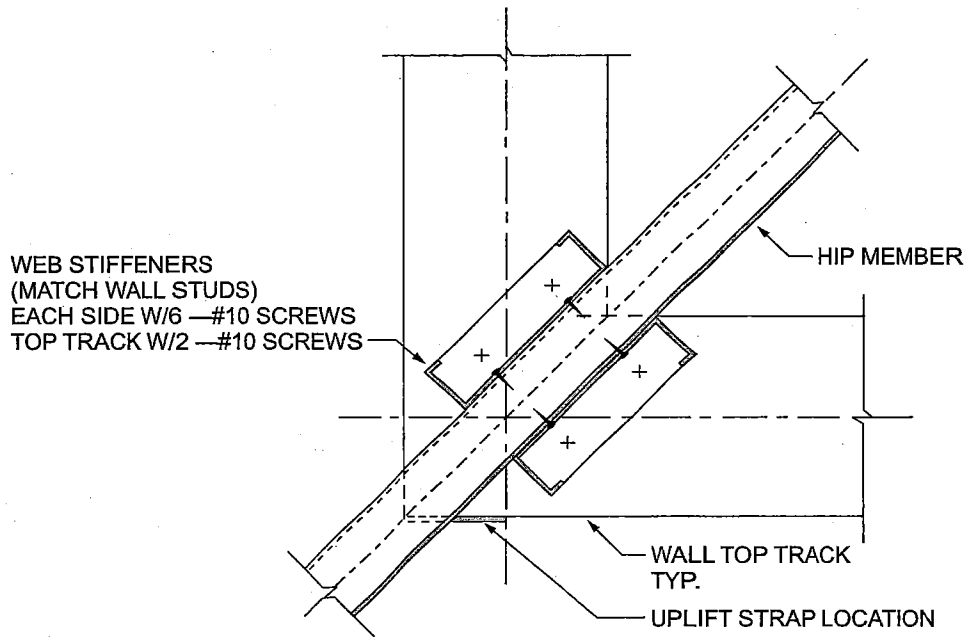 WEB STIFFENERS
(MATCH WALL STUDS)
EACH SIDE W/6 —#10 SCREWS
TOP TRACK W/2 —#10 SCREWS
HIP MEMBER
WALL TOP TRACK
TYP.
UPLIFT STRAP LOCATION